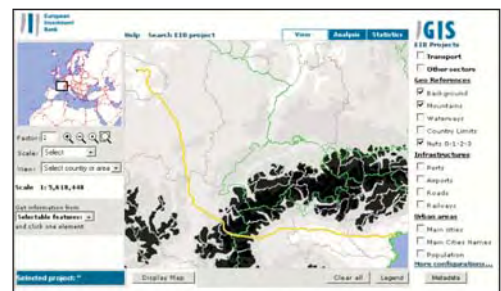 European
Investment
Bank
Help Search EIB project
View Analysis Statistics
GIS
EIB Projects
Transport
Other sectors
Geo References
Background
Mountains
Waterways
Country Limits
Nuts 0-1-2-3
Infrastructures
Ports
Airports
Roads
Railways
Urban areas
Main cities
Main Cities Names
Population
More configurations...
Factor: 2
Scale: Select
View: Select country or area
Scale 1: 5,618,448
Get information from
Selectable features:
and click one element
Selected project: "
Display Map
Clear all
Legend
Metadata